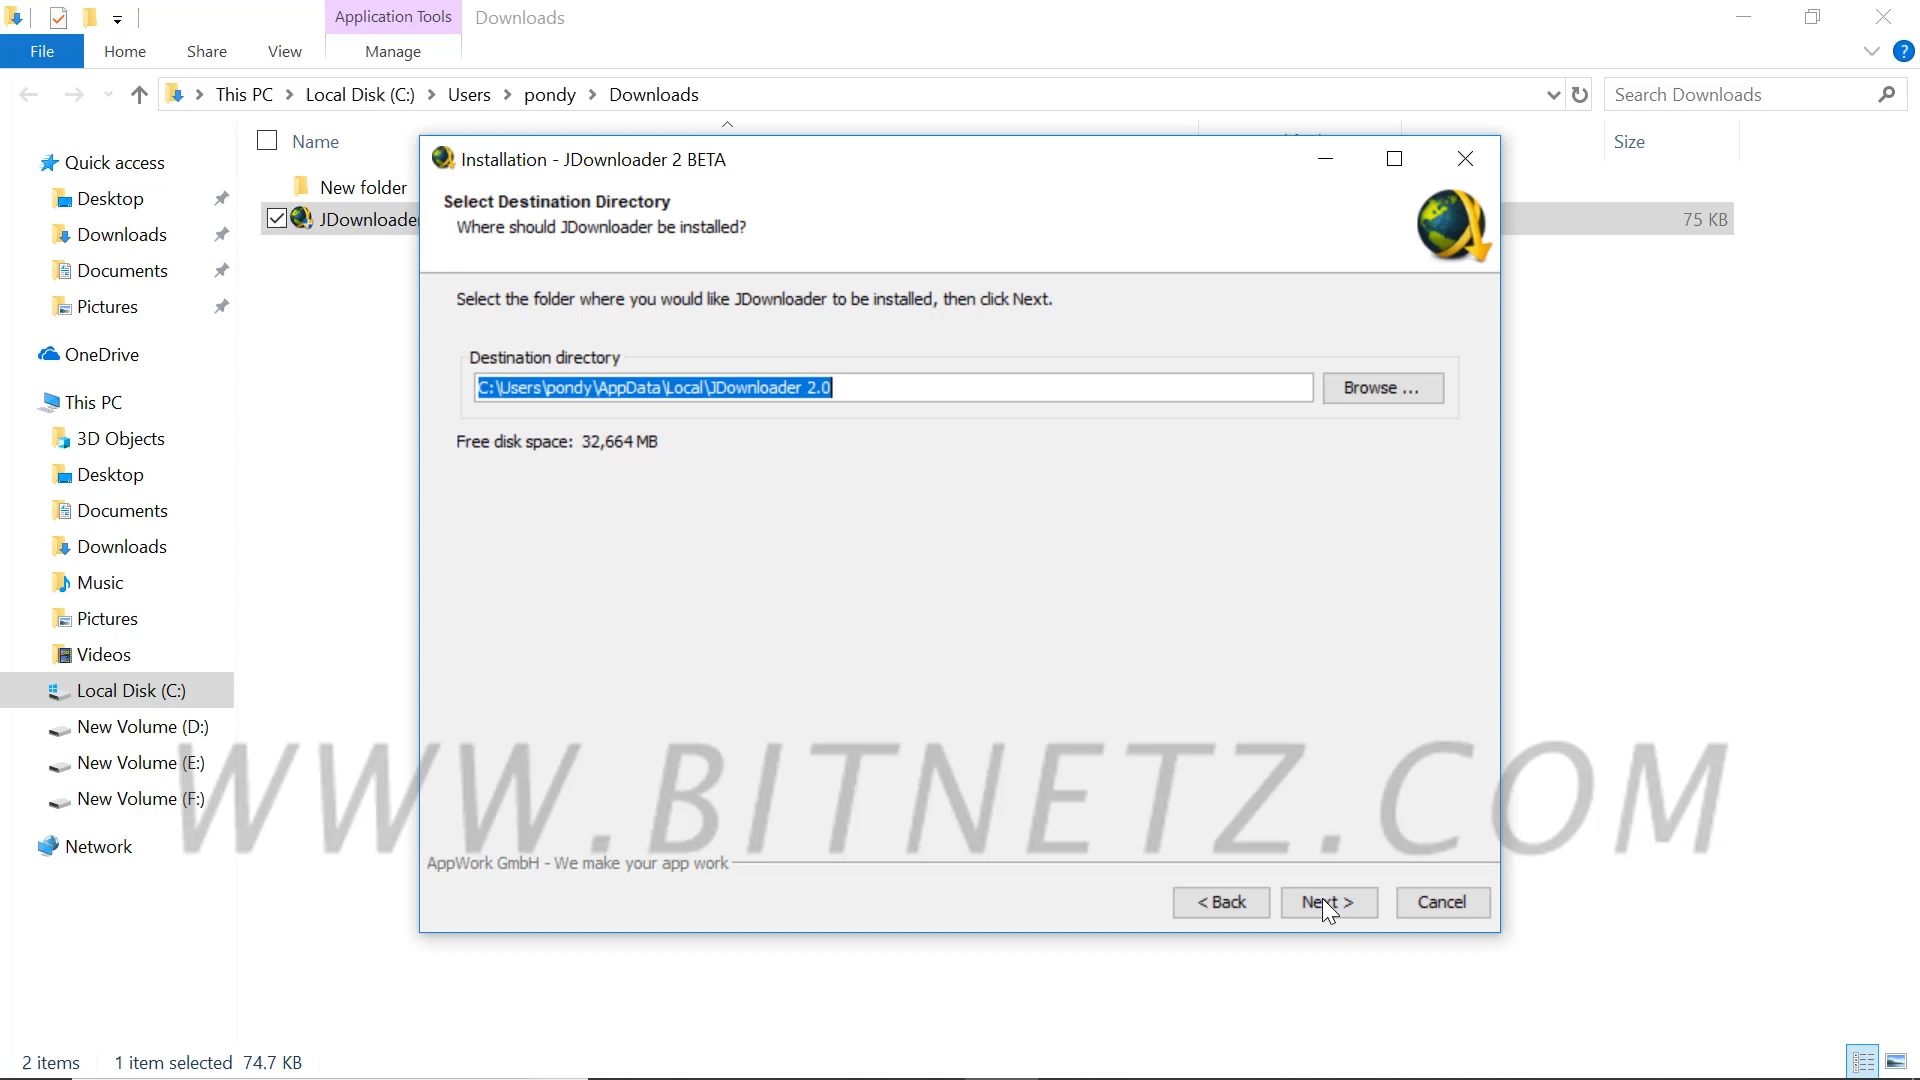 Application Tools
Downloads
File
Home
Share
View
Manage
?
This PC
Local Disk (C:)
Users
pondy
Downloads
Search Downloads
Name
Size
New folder
JDownloader
75 KB
Quick access
Desktop
Downloads
Documents
Pictures
OneDrive
This PC
3D Objects
Desktop
Documents
Downloads
Music
Pictures
Videos
Local Disk (C:)
New Volume (D:)
New Volume (E:)
New Volume (F:)
Network
Installation - JDownloader 2 BETA
Select Destination Directory
Where should JDownloader be installed?
Select the folder where you would like JDownloader to be installed, then click Next.
Destination directory
C:\Users\pondy\AppData\Local\JDownloader 2.0
Browse ...
Free disk space: 32,664 MB
WWW.BITNETZ.COM
AppWork GmbH - We make your app work
< Back
Next >
Cancel
2 items
1 item selected 74.7 KB